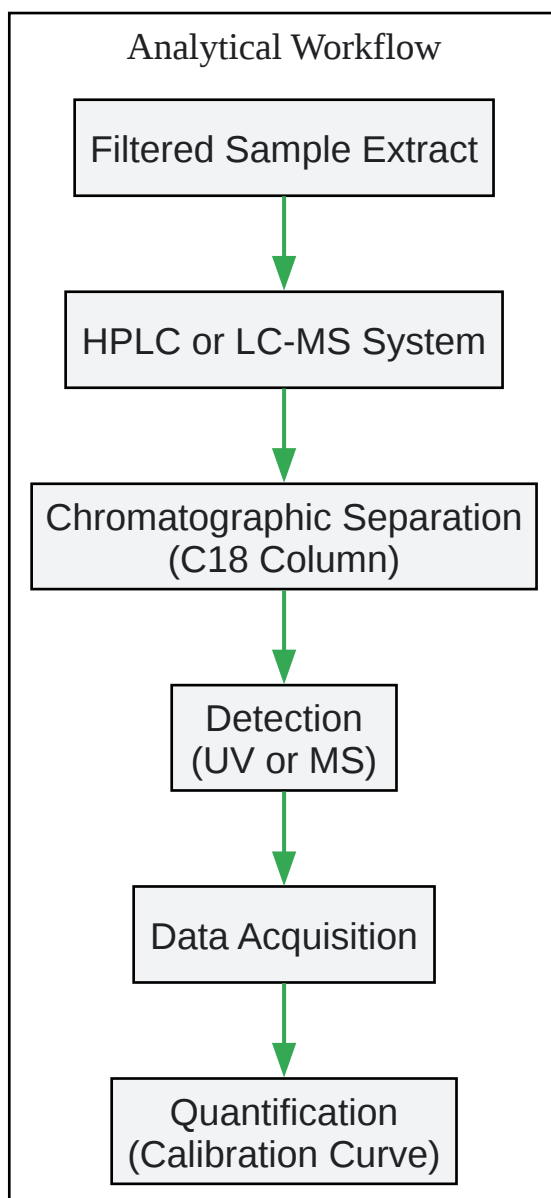 Analytical Workflow
Filtered Sample Extract
HPLC or LC-MS System
Chromatographic Separation
(C18 Column)
Detection
(UV or MS)
Data Acquisition
Quantification
(Calibration Curve)